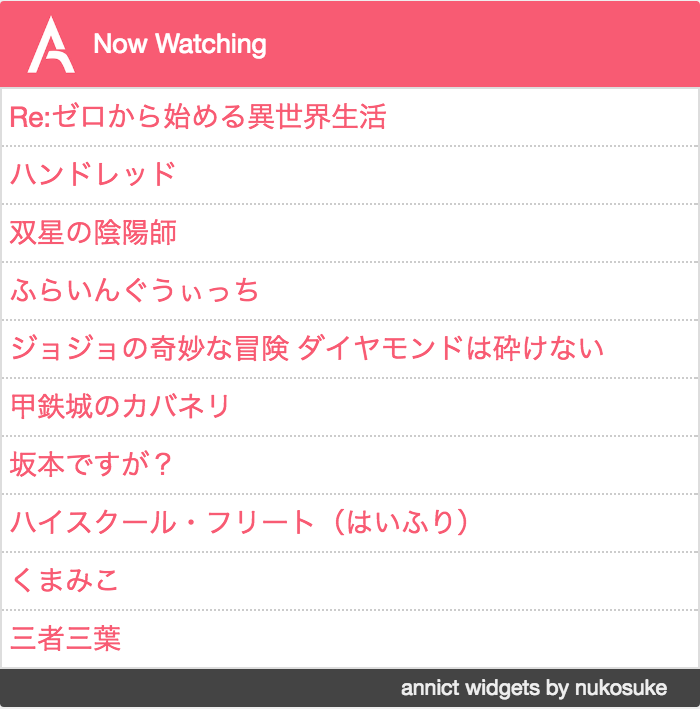 Now Watching
Re:ゼロから始める異世界生活
ハンドレッド
双星の陰陽師
ふらいんぐうぃっち
ジョジョの奇妙な冒険 ダイヤモンドは砕けない
甲鉄城のカバネリ
坂本ですが？
ハイスクール・フリート（はいふり）
くまみこ
三者三葉
annict widgets by nukosuke